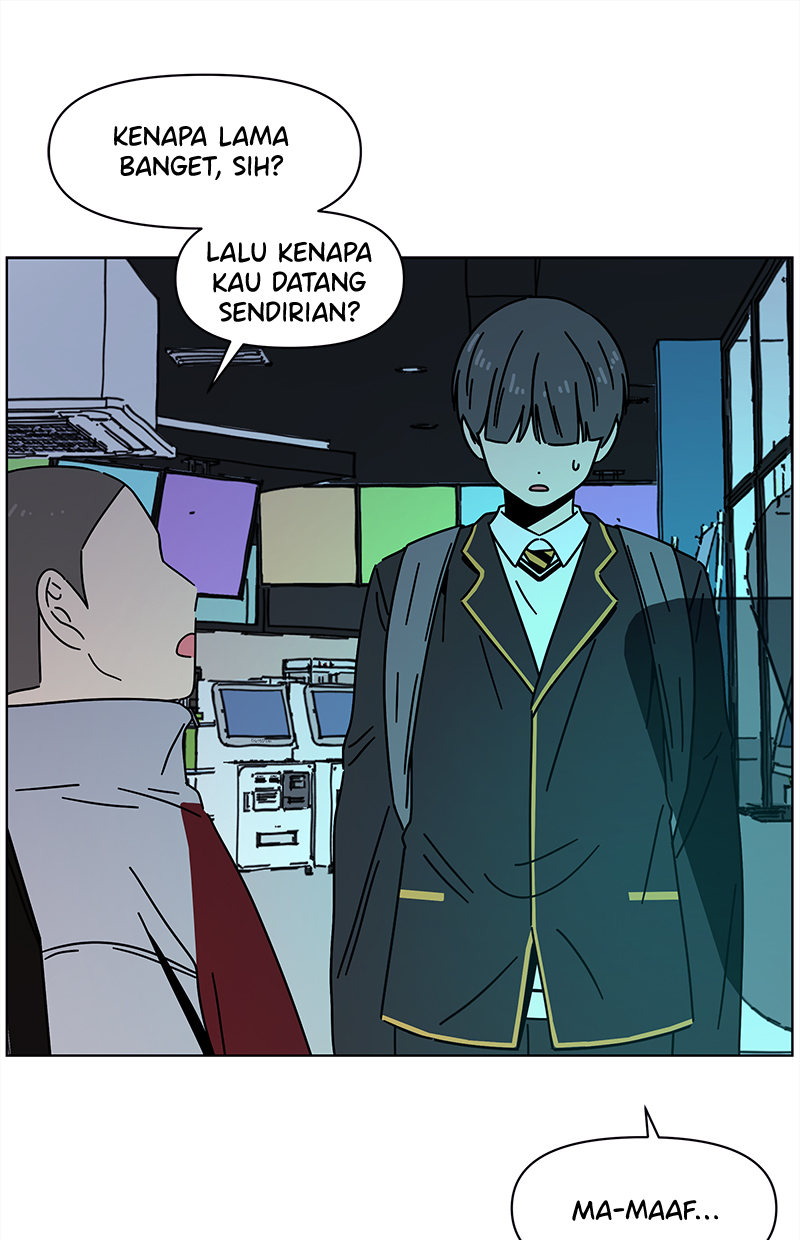 KENAPA LAMA
BANGET, SIH?
LALU KENAPA
KAU DATANG
SENDIRIAN?
MA-MAAF...